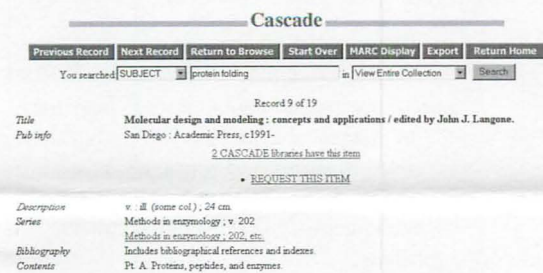 Cascade
Previous Record Next Record Return to Browse Start Over MARC Display Export Return Home
You searched SUBJECT protein folding in View Entire Collection Search
Record 9 of 19
Title Molecular design and modeling : concepts and applications / edited by John J. Langone.
Pub info San Diego : Academic Press, c1991-
2 CASCADE libraries have this item
• REQUEST THIS ITEM
Description v. : ill. (some col.) ; 24 cm.
Series Methods in enzymology ; v. 202
Methods in enzymology ; 202, etc.
Bibliography Includes bibliographical references and indexes.
Contents Pt. A. Proteins, peptides, and enzymes.